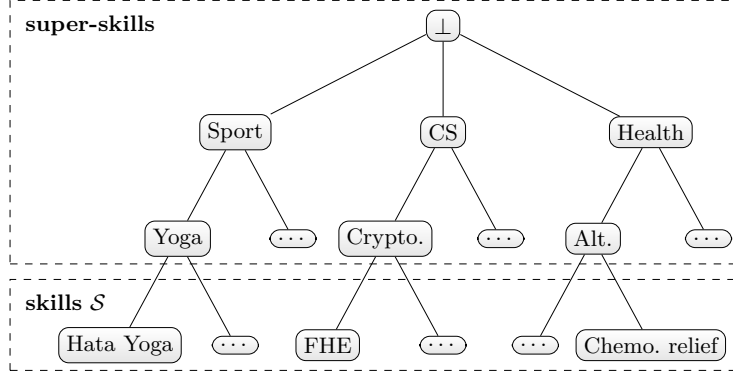 super-skills
⊥
Sport CS Health
Yoga ··· Crypto. ··· Alt. ···
skills 𝒮
Hata Yoga ··· FHE ··· ··· Chemo. relief